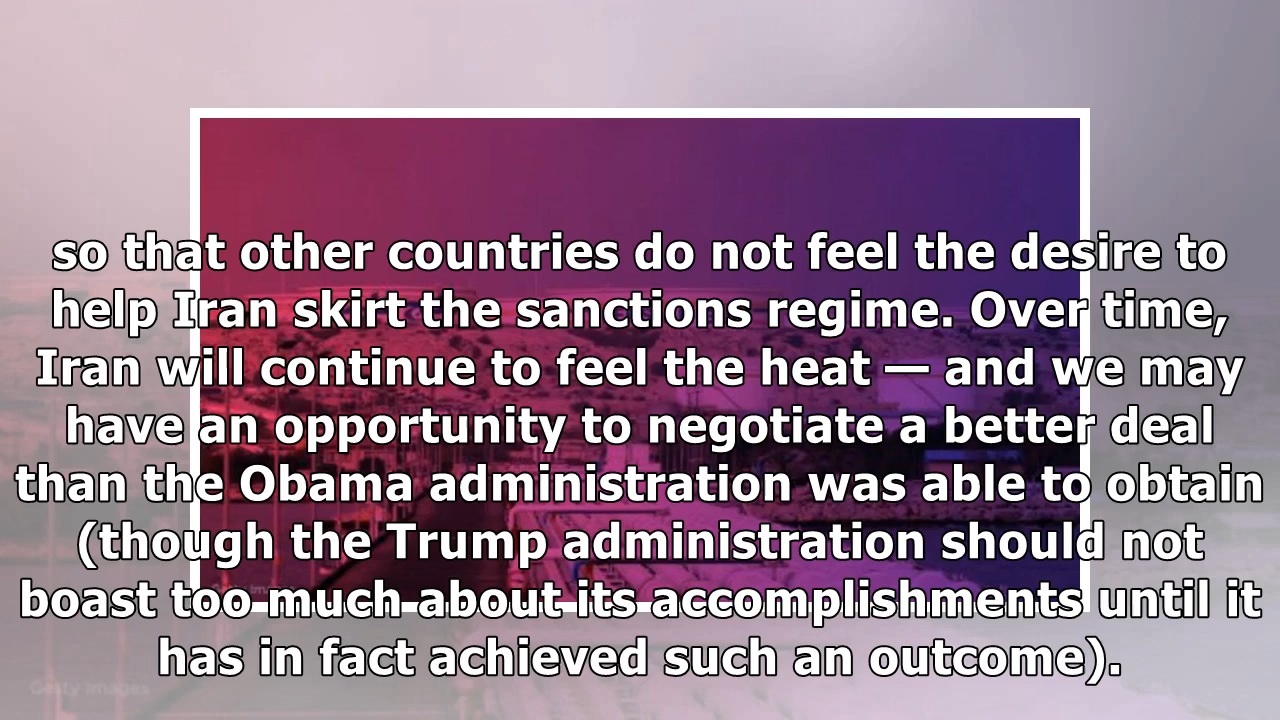 so that other countries do not feel the desire to
help Iran skirt the sanctions regime. Over time,
Iran will continue to feel the heat — and we may
have an opportunity to negotiate a better deal
than the Obama administration was able to obtain
(though the Trump administration should not
boast too much about its accomplishments until it
has in fact achieved such an outcome).
Getty Images